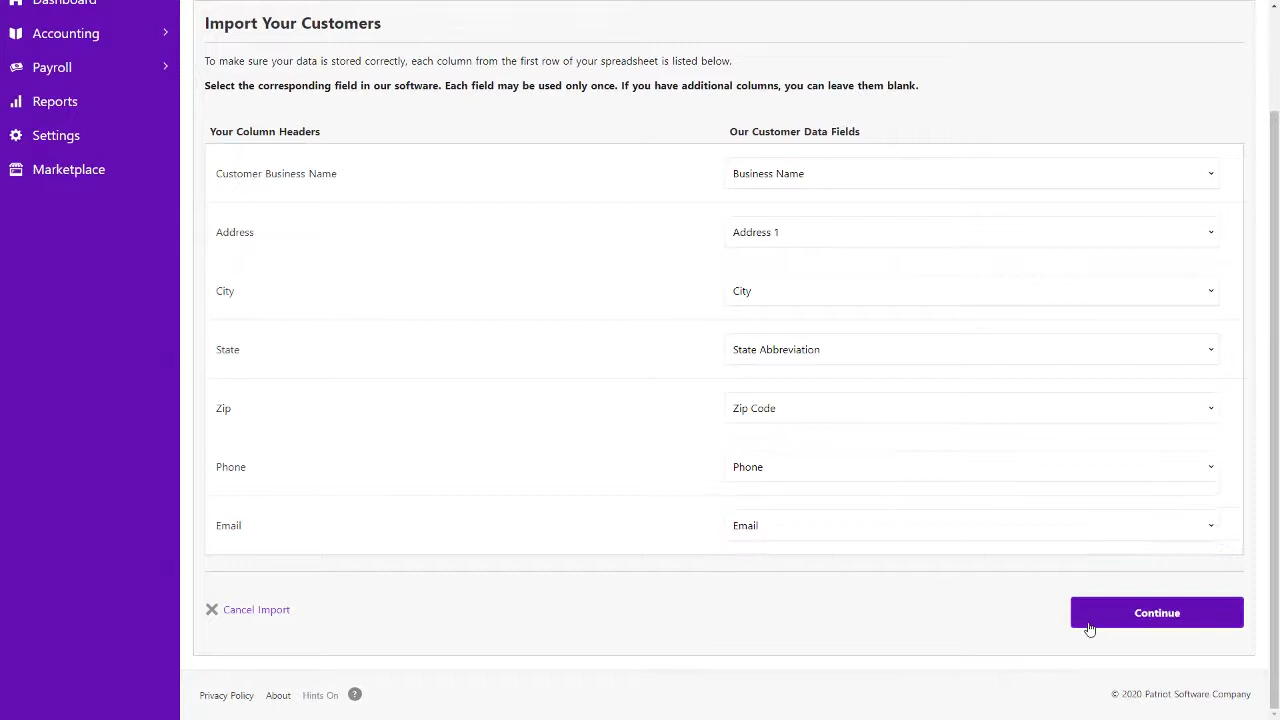 Dashboard
Accounting
Payroll
Reports
Settings
Marketplace
Import Your Customers
To make sure your data is stored correctly, each column from the first row of your spreadsheet is listed below.
Select the corresponding field in our software. Each field may be used only once. If you have additional columns, you can leave them blank.
Your Column Headers Our Customer Data Fields
Customer Business Name Business Name
Address Address 1
City City
State State Abbreviation
Zip Zip Code
Phone Phone
Email Email
Cancel Import Continue
Privacy Policy About Hints On ? © 2020 Patriot Software Company